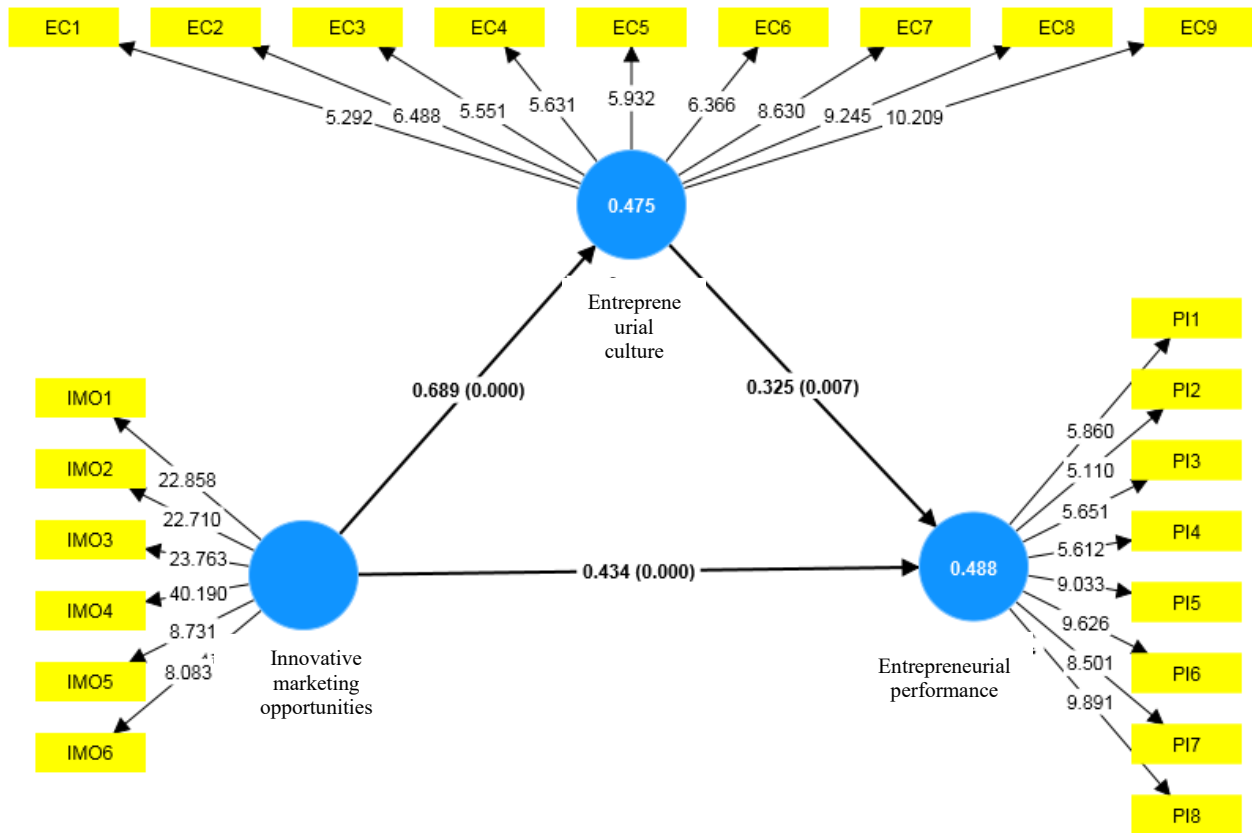 EC1 EC2 EC3 EC4 EC5 EC6 EC7 EC8 EC9
5.292 6.488 5.551 5.631 5.932 6.366 8.630 9.245 10.209
0.475
Entreprene
urial
culture
0.689 (0.000)
0.325 (0.007)
IMO1
IMO2
IMO3
IMO4
IMO5
IMO6
22.858
22.710
23.763
40.190
8.731
8.083
Innovative
marketing
opportunities
0.434 (0.000)
0.488
Entrepreneurial
performance
5.860
5.110
5.651
5.612
9.033
9.626
8.501
9.891
PI1
PI2
PI3
PI4
PI5
PI6
PI7
PI8